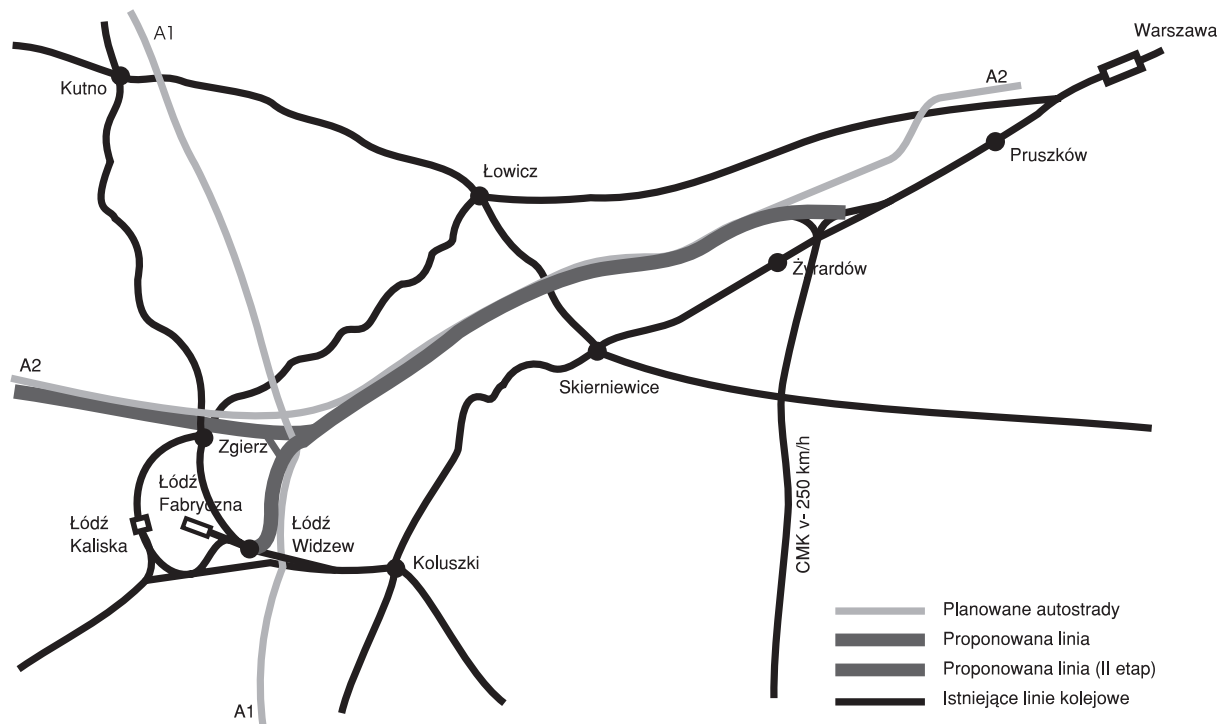 A1
Warszawa
Kutno
A2
Pruszków
Łowicz
Żyrardów
A2
Skierniewice
Zgierz
Łódź
Fabryczna
Łódź
Kaliska
Łódź
Widzew
Koluszki
CMK v- 250 km/h
A1
Planowane autostrady
Proponowana linia
Proponowana linia (II etap)
Istniejące linie kolejowe